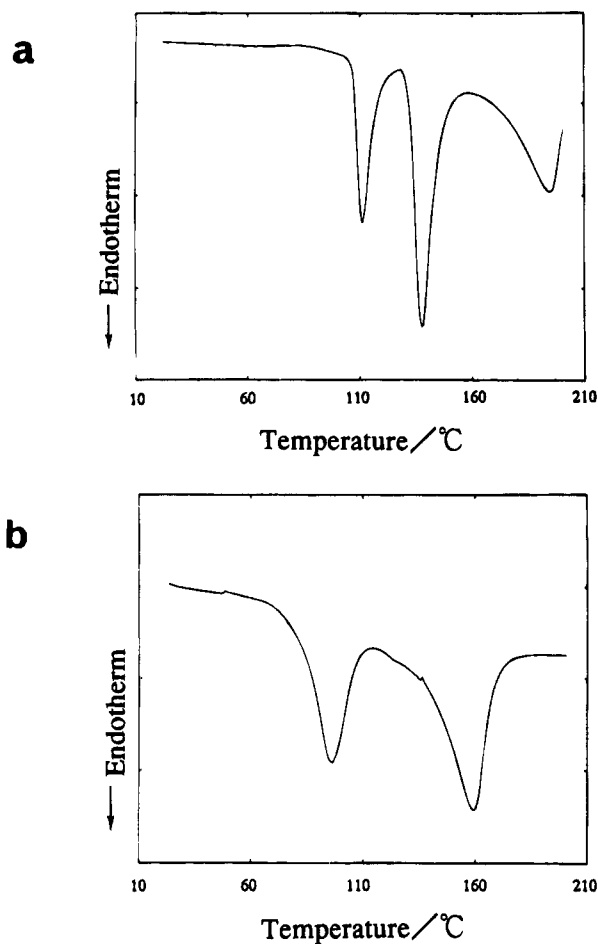 a
← Endotherm
10 60 110 160 210
Temperature/℃
b
← Endotherm
10 60 110 160 210
Temperature/℃